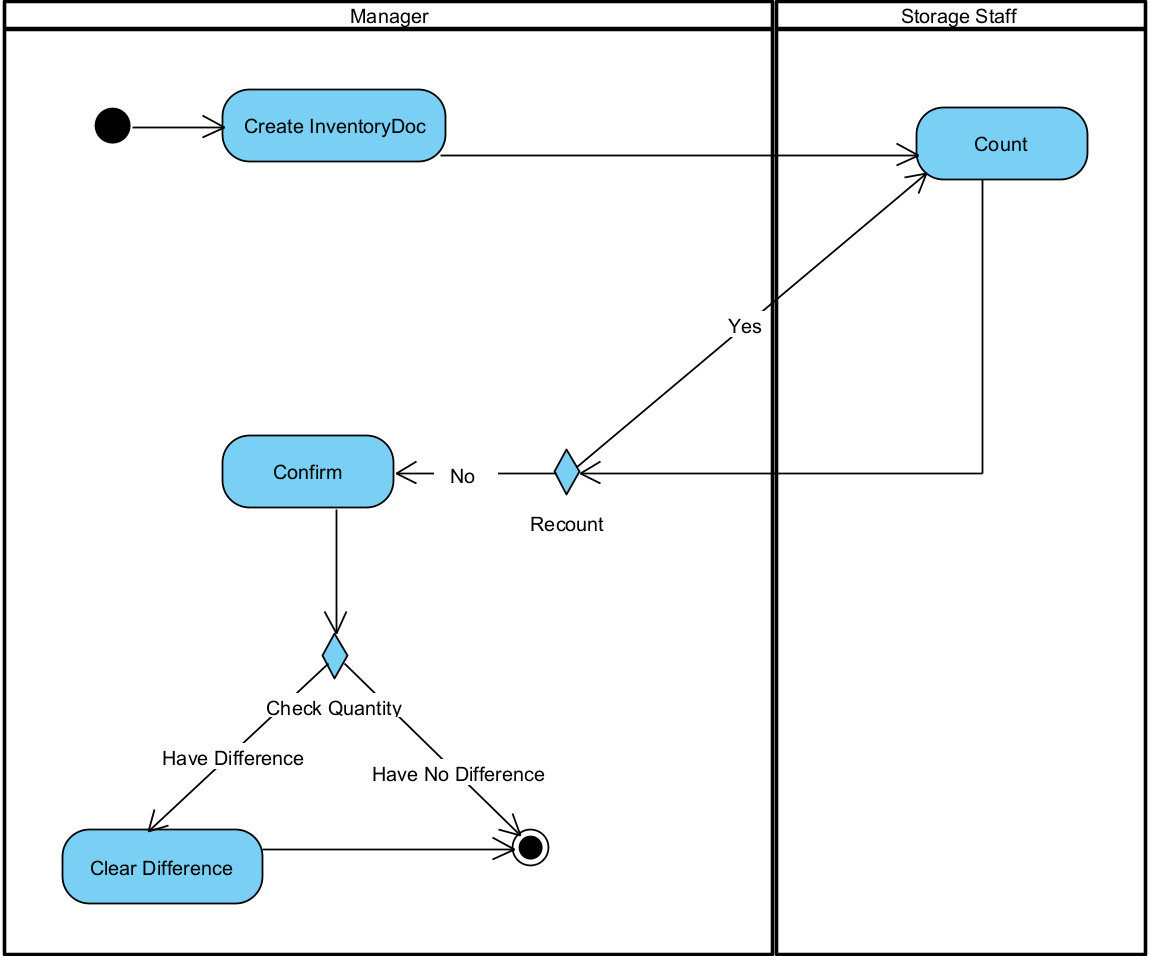 Manager
Storage Staff
Create InventoryDoc
Count
Yes
Confirm
No
Recount
Check Quantity
Have Difference
Have No Difference
Clear Difference